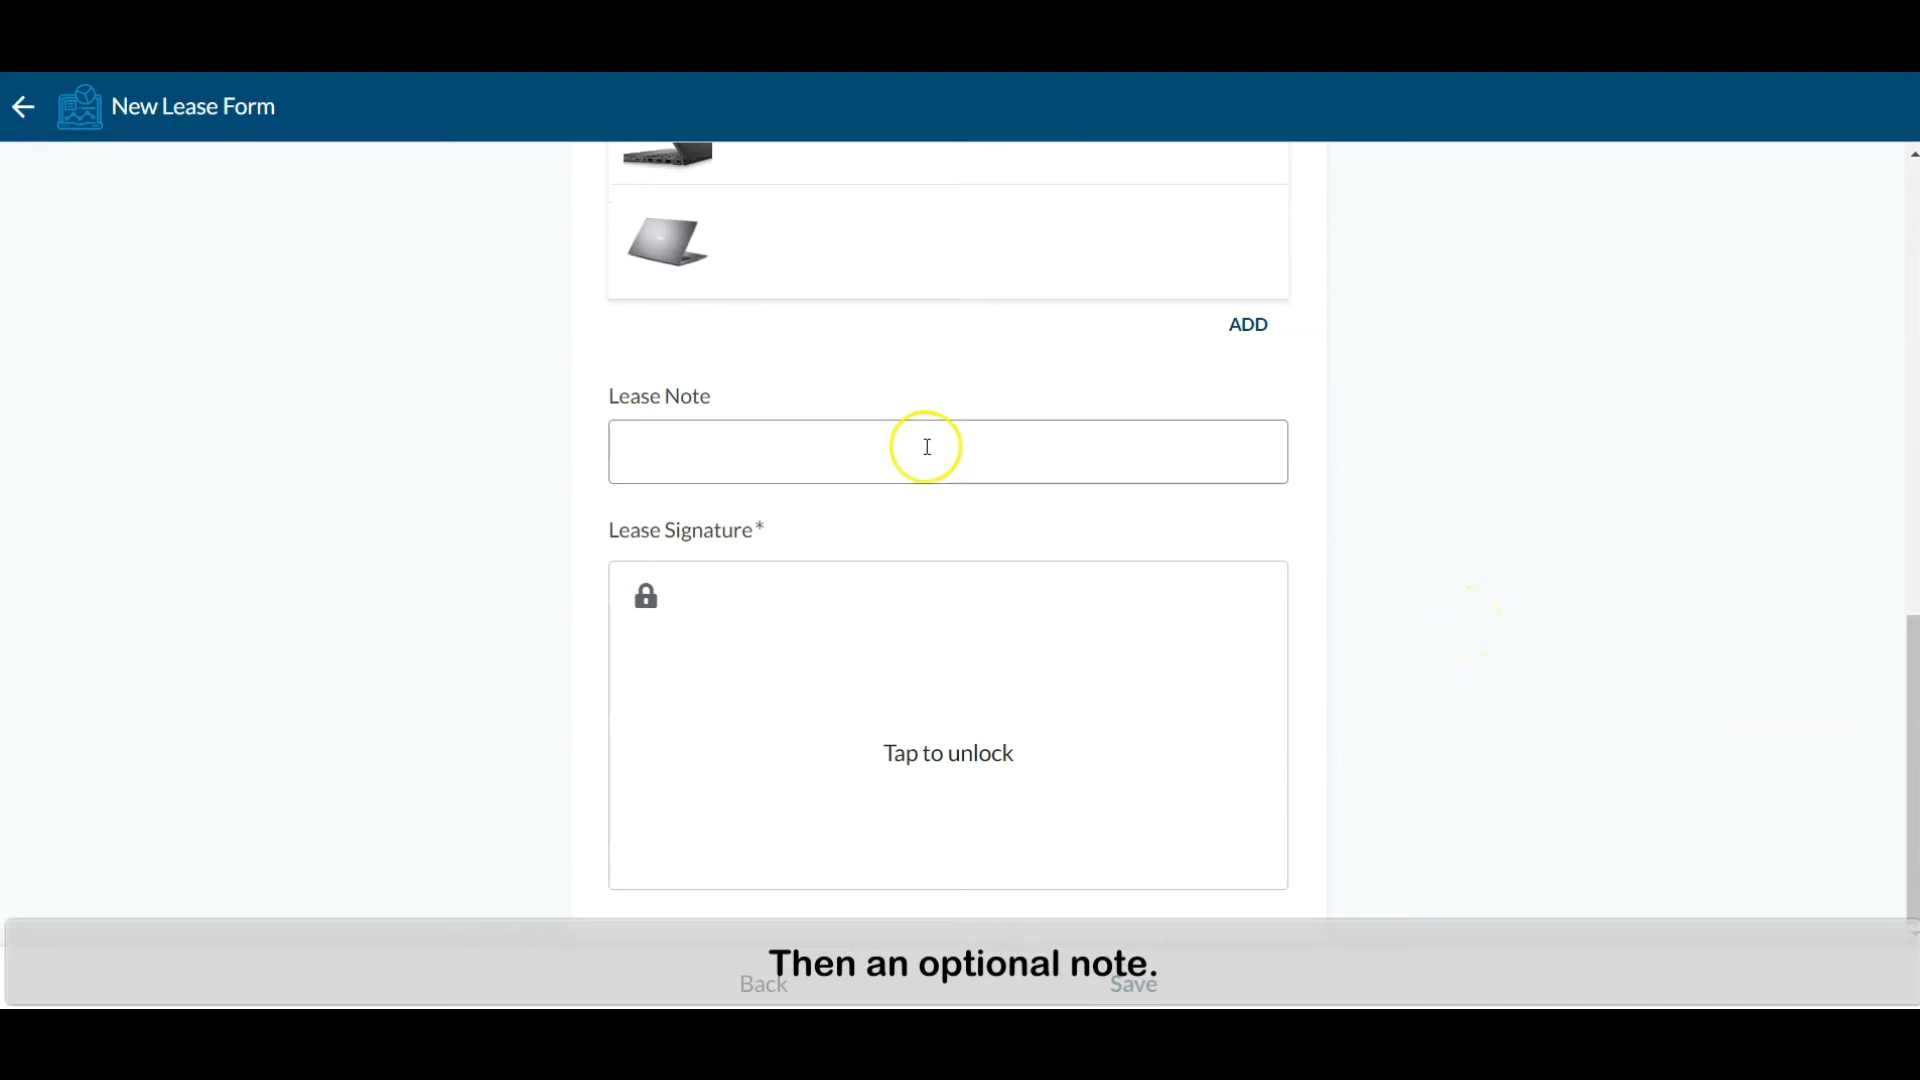 New Lease Form
ADD
Lease Note
Lease Signature*
Tap to unlock
Then an optional note.
Back
Save